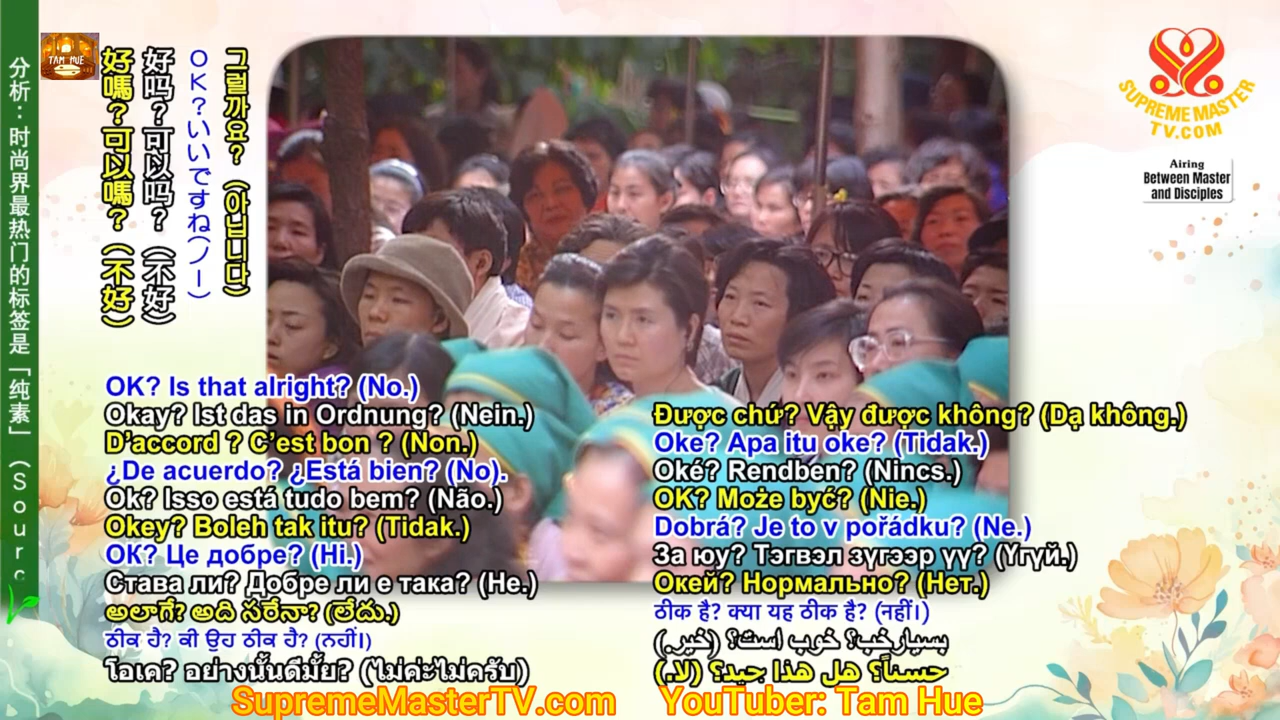 分析：时尚界最热门的标签是「纯素」（Sourc
TAM HUE
好嗎？可以嗎？（不好）
好吗？可以吗？（不好）
OK？いいですね（ノー）
그럴까요? (아닙니다)
SUPREME MASTER
TV.COM
Airing
Between Master
and Disciples
OK? Is that alright? (No.)
Okay? Ist das in Ordnung? (Nein.)
D’accord ? C’est bon ? (Non.)
¿De acuerdo? ¿Está bien? (No).
Ok? Isso está tudo bem? (Não.)
Okey? Boleh tak itu? (Tidak.)
ОК? Це добре? (Ні.)
Става ли? Добре ли е така? (Не.)
అలాగే? అది సరేనా? (లేదు.)
ਠੀਕ ਹੈ? ਕੀ ਉਹ ਠੀਕ ਹੈ? (ਨਹੀਂ।)
โอเค? อย่างนั้นดีมั้ย? (ไม่ค่ะไม่ครับ)
Được chứ? Vậy được không? (Dạ không.)
Oke? Apa itu oke? (Tidak.)
Oké? Rendben? (Nincs.)
OK? Może być? (Nie.)
Dobrá? Je to v pořádku? (Ne.)
За юу? Тэгвэл зүгээр үү? (Үгүй.)
Окей? Нормально? (Нет.)
ठीक है? क्या यह ठीक है? (नहीं।)
بسیارخب؟ خوب است؟ (خیر.)
حسناً؟ هل هذا جيد؟ (لا.)
SupremeMasterTV.com
YouTuber: Tam Hue